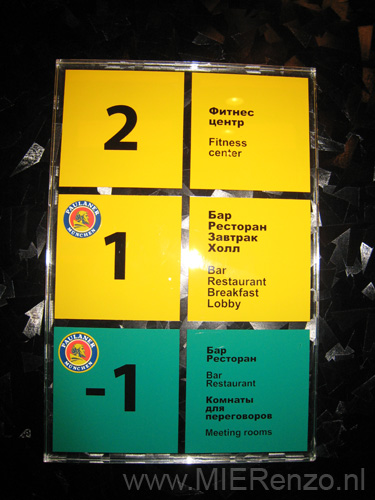 2
Фитнес
центр
Fitness
center
PAULANER
MÜNCHEN
1
Бар
Ресторан
Завтрак
Холл
Bar
Restaurant
Breakfast
Lobby
PAULANER
MÜNCHEN
-1
Бар
Ресторан
Bar
Restaurant
Комнаты
для
переговоров
Meeting rooms
www.MIERenzo.nl